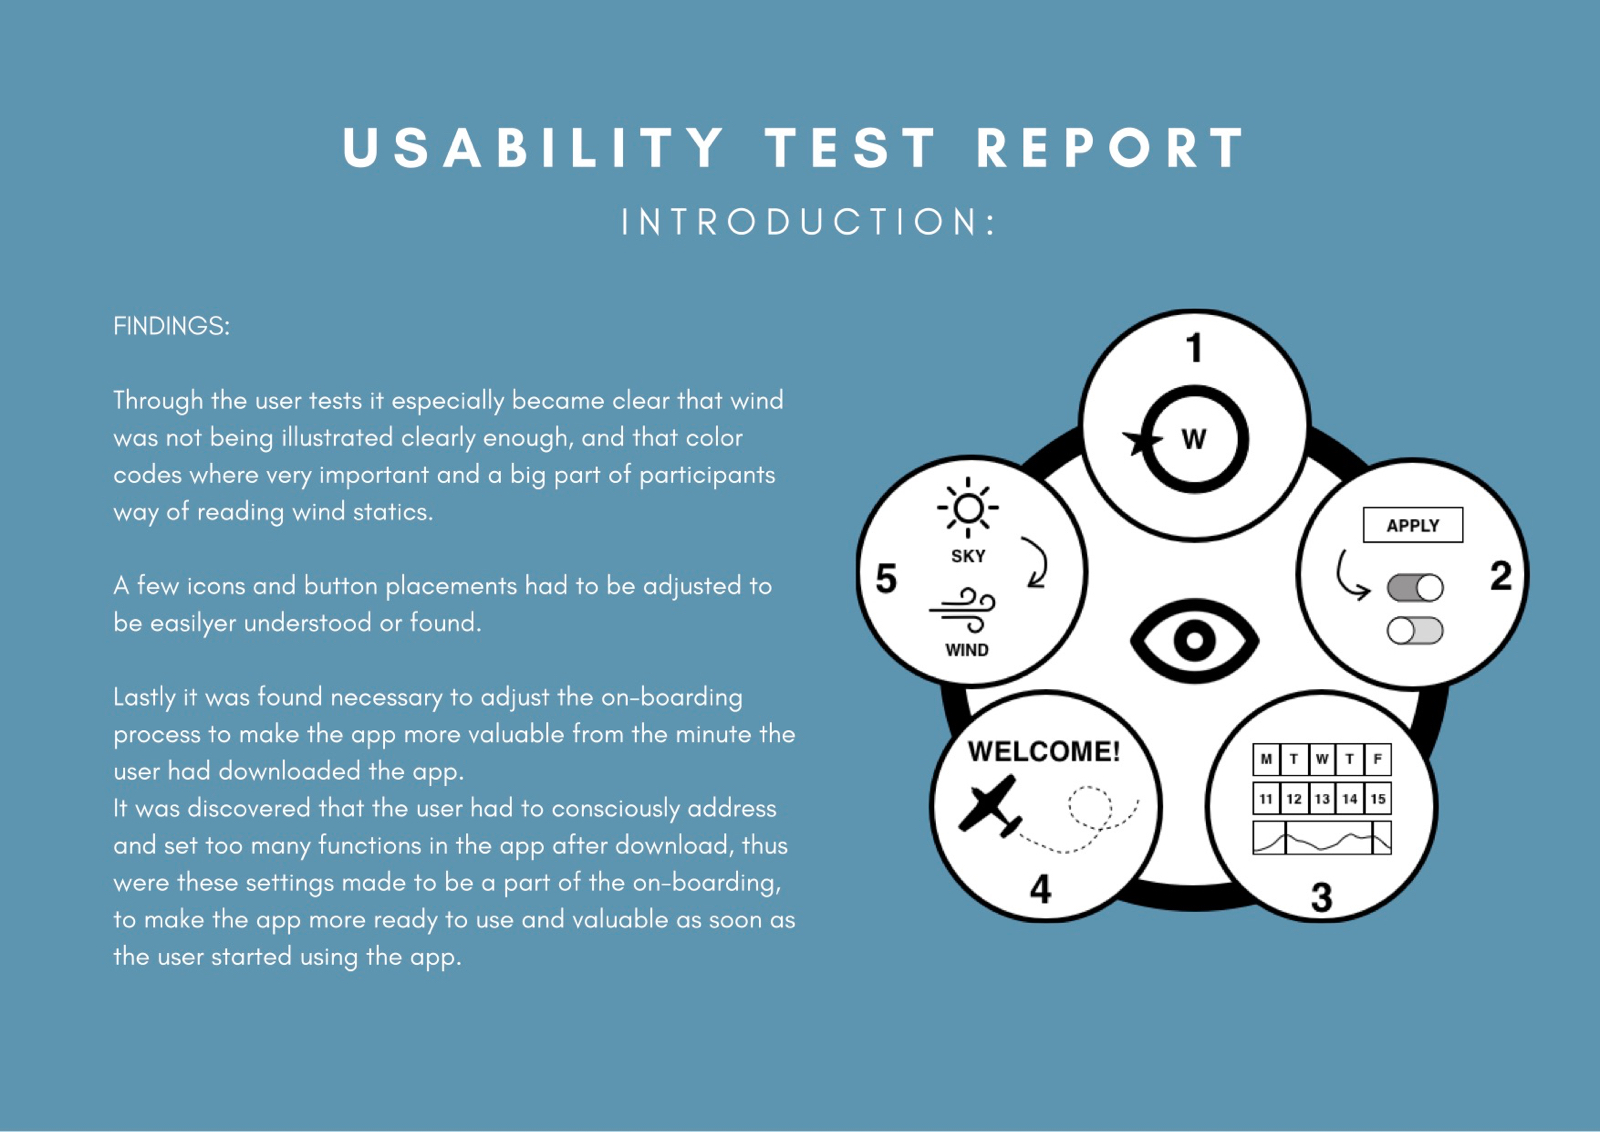 USABILITY TEST REPORT
INTRODUCTION:
FINDINGS:
Through the user tests it especially became clear that wind
was not being illustrated clearly enough, and that color
codes where very important and a big part of participants
way of reading wind statics.
A few icons and button placements had to be adjusted to
be easilyer understood or found.
Lastly it was found necessary to adjust the on-boarding
process to make the app more valuable from the minute the
user had downloaded the app.
It was discovered that the user had to consciously address
and set too many functions in the app after download, thus
were these settings made to be a part of the on-boarding,
to make the app more ready to use and valuable as soon as
the user started using the app.
1
W
APPLY
2
M T W T F
11 12 13 14 15
3
WELCOME!
4
SKY
5
WIND